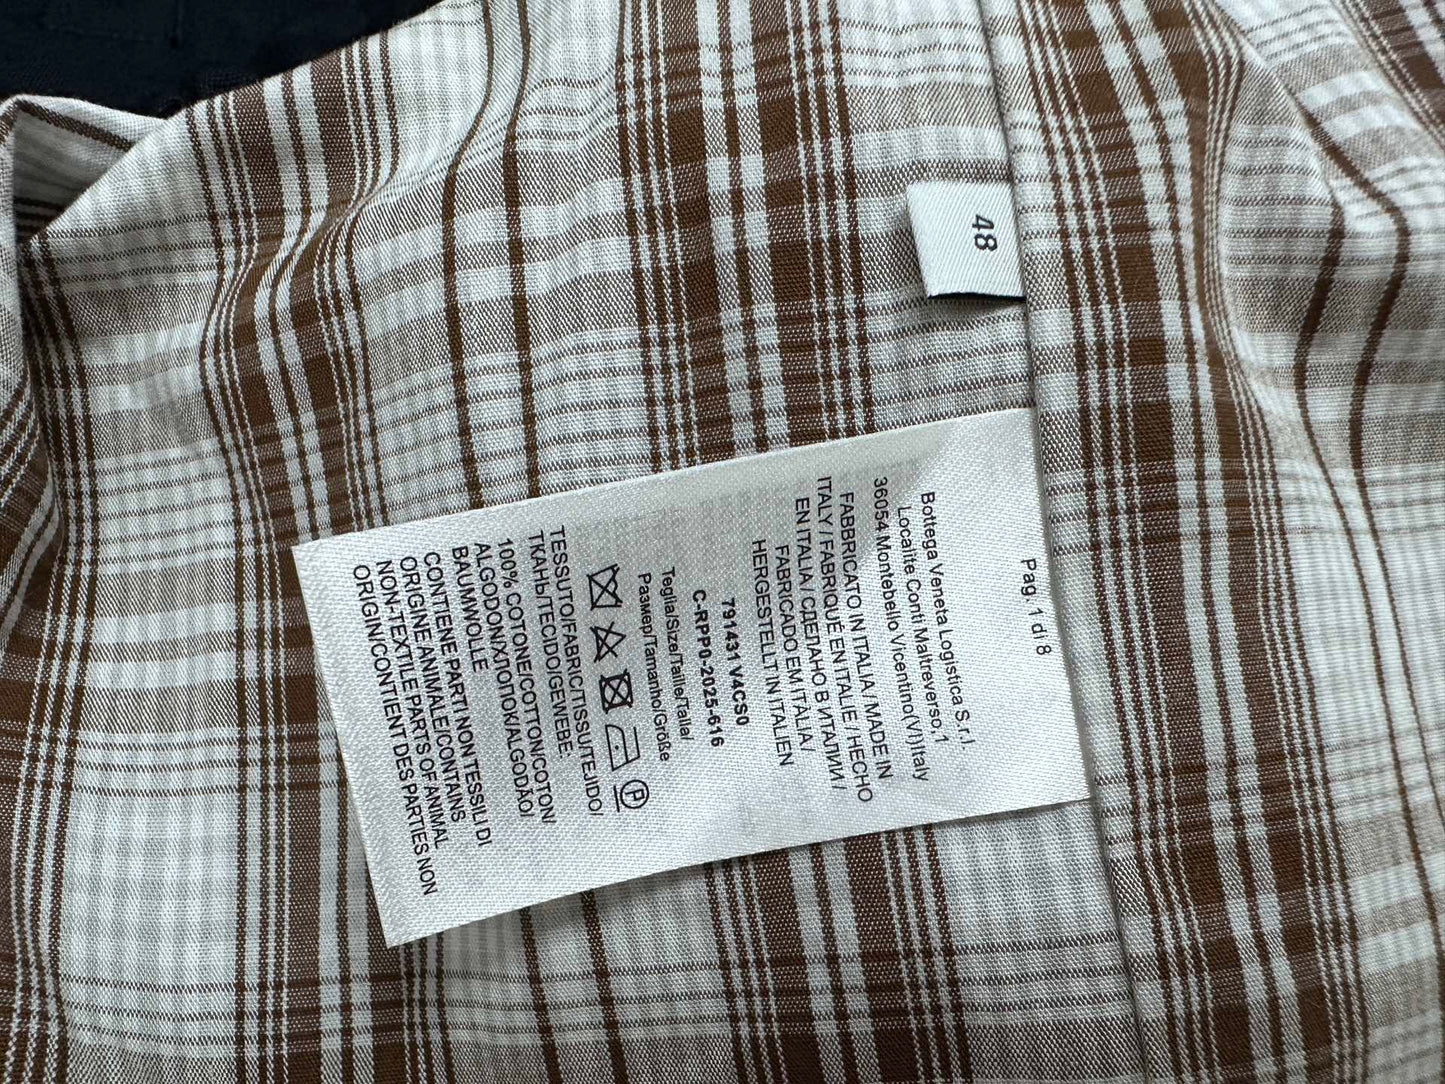 48
Pag 1 di 8
Bottega Veneta Logistica S.r.l.
Localite Conti Maltreverso,1
36054 Montebello Vicentino(VI)Italy
FABBRICATO IN ITALIA / MADE IN
ITALY / FABRIQUÉ EN ITALIE / HECHO
EN ITALIA / СДЕЛАНО В ИТАЛИИ /
FABRICADO EM ITALIA /
HERGESTELLT IN ITALIEN
791431 V4CS0
C-RPP0-2025-616
Teglia/Size/Taille/Talla/
Размер/Tamanho/Größe
P
TESSUTO/FABRIC/TISSU/TEJIDO/
ТКАНЬ/TECIDO/GEWEBE:
100% COTONE/COTTON/COTON/
ALGODON/ХЛОПОК/ALGODÃO/
BAUMWOLLE
CONTIENE PARTI NON TESSILI DI
ORIGINE ANIMALE/CONTAINS
NON-TEXTILE PARTS OF ANIMAL
ORIGIN/CONTIENT DES PARTIES NON